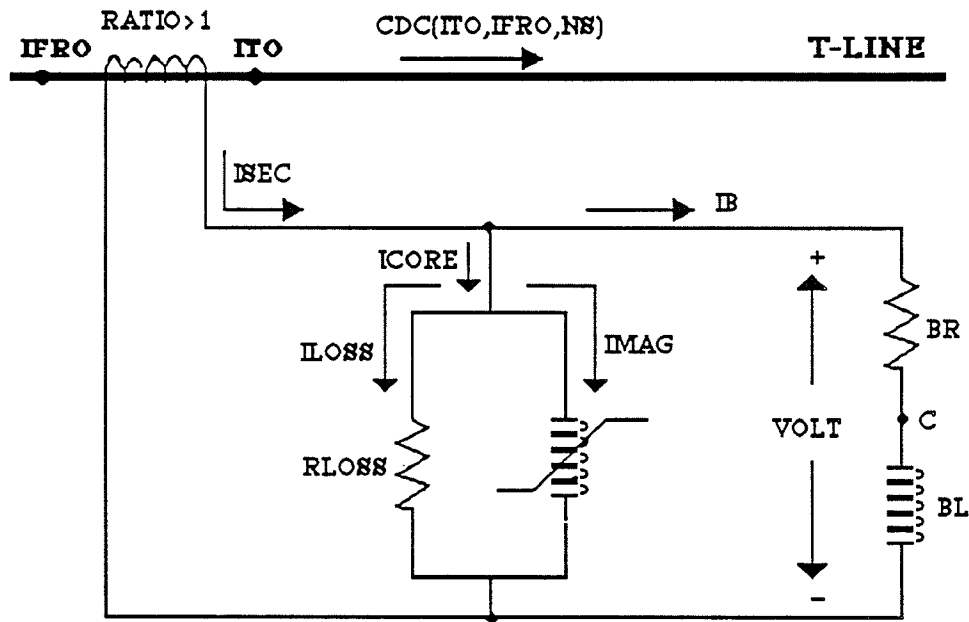 RATIO>1
CDC(ITO,IFRO,NS)
IFRO
ITO
T-LINE
ISEC
IB
ICORE
+
ILOSS
IMAG
BR
VOLT
C
RLOSS
BL
-